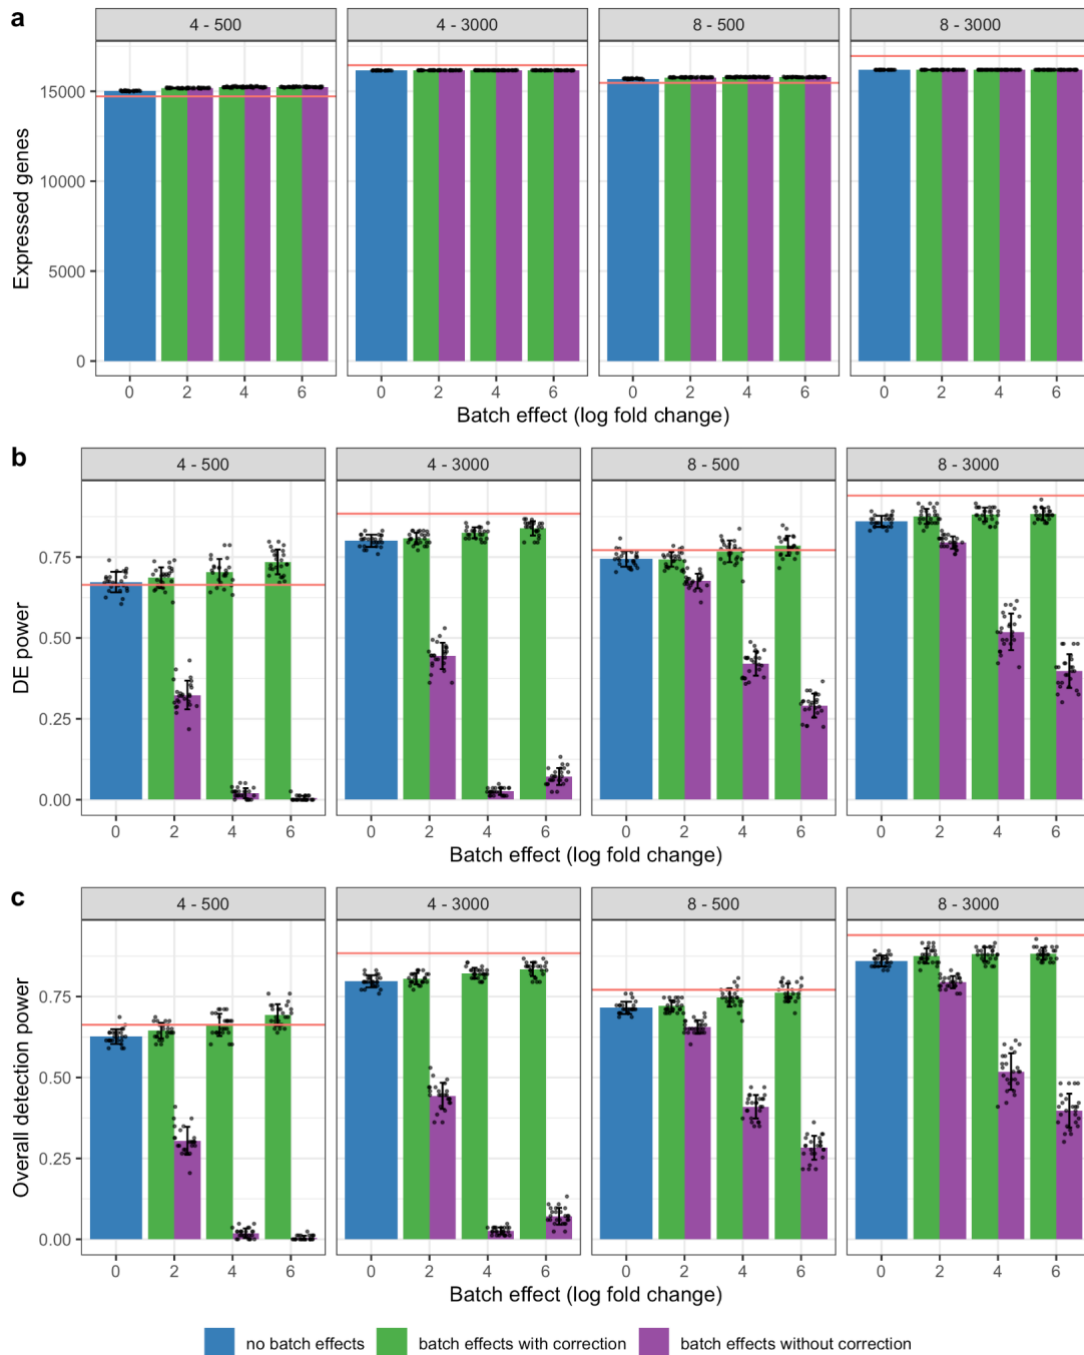 a
4 - 500
4 - 3000
8 - 500
8 - 3000
Expressed genes
15000
10000
5000
0
0 2 4 6
0 2 4 6
0 2 4 6
0 2 4 6
Batch effect (log fold change)
b
4 - 500
4 - 3000
8 - 500
8 - 3000
DE power
0.75
0.50
0.25
0.00
0 2 4 6
0 2 4 6
0 2 4 6
0 2 4 6
Batch effect (log fold change)
c
4 - 500
4 - 3000
8 - 500
8 - 3000
Overall detection power
0.75
0.50
0.25
0.00
0 2 4 6
0 2 4 6
0 2 4 6
0 2 4 6
Batch effect (log fold change)
no batch effects
batch effects with correction
batch effects without correction